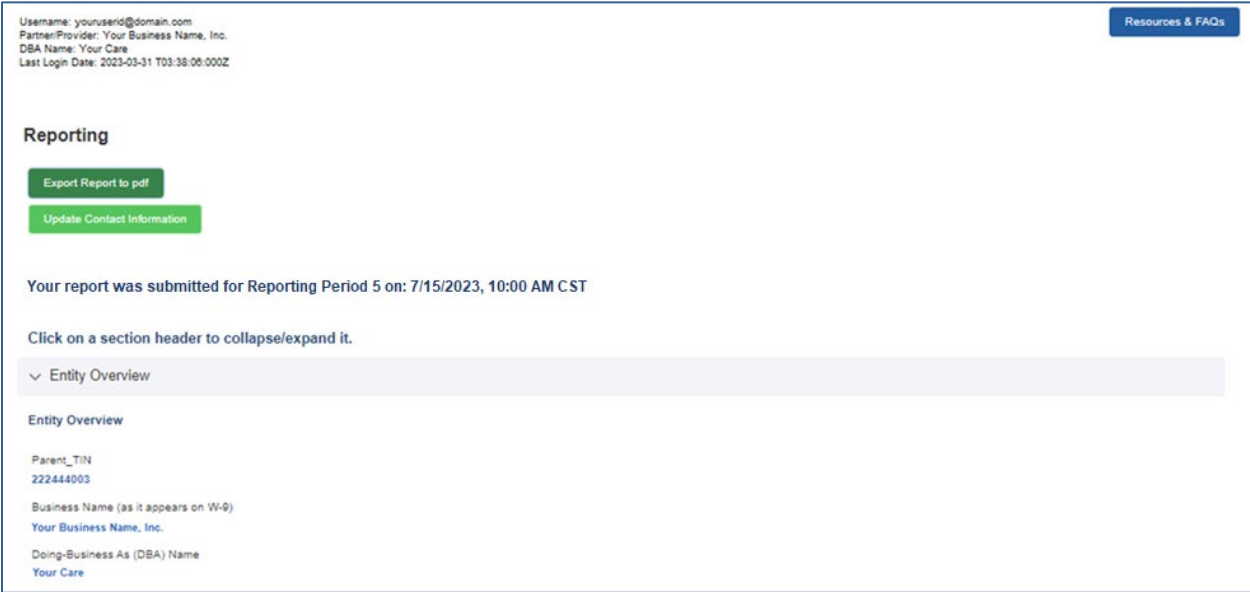 Username: youruserid@domain.com
Partner/Provider: Your Business Name, Inc.
DBA Name: Your Care
Last Login Date: 2023-03-31 T03:38:06:000Z
Resources & FAQs
Reporting
Export Report to pdf
Update Contact Information
Your report was submitted for Reporting Period 5 on: 7/15/2023, 10:00 AM CST
Click on a section header to collapse/expand it.
Entity Overview
Entity Overview
Parent_TIN
222444003
Business Name (as it appears on W-9)
Your Business Name, Inc.
Doing-Business As (DBA) Name
Your Care